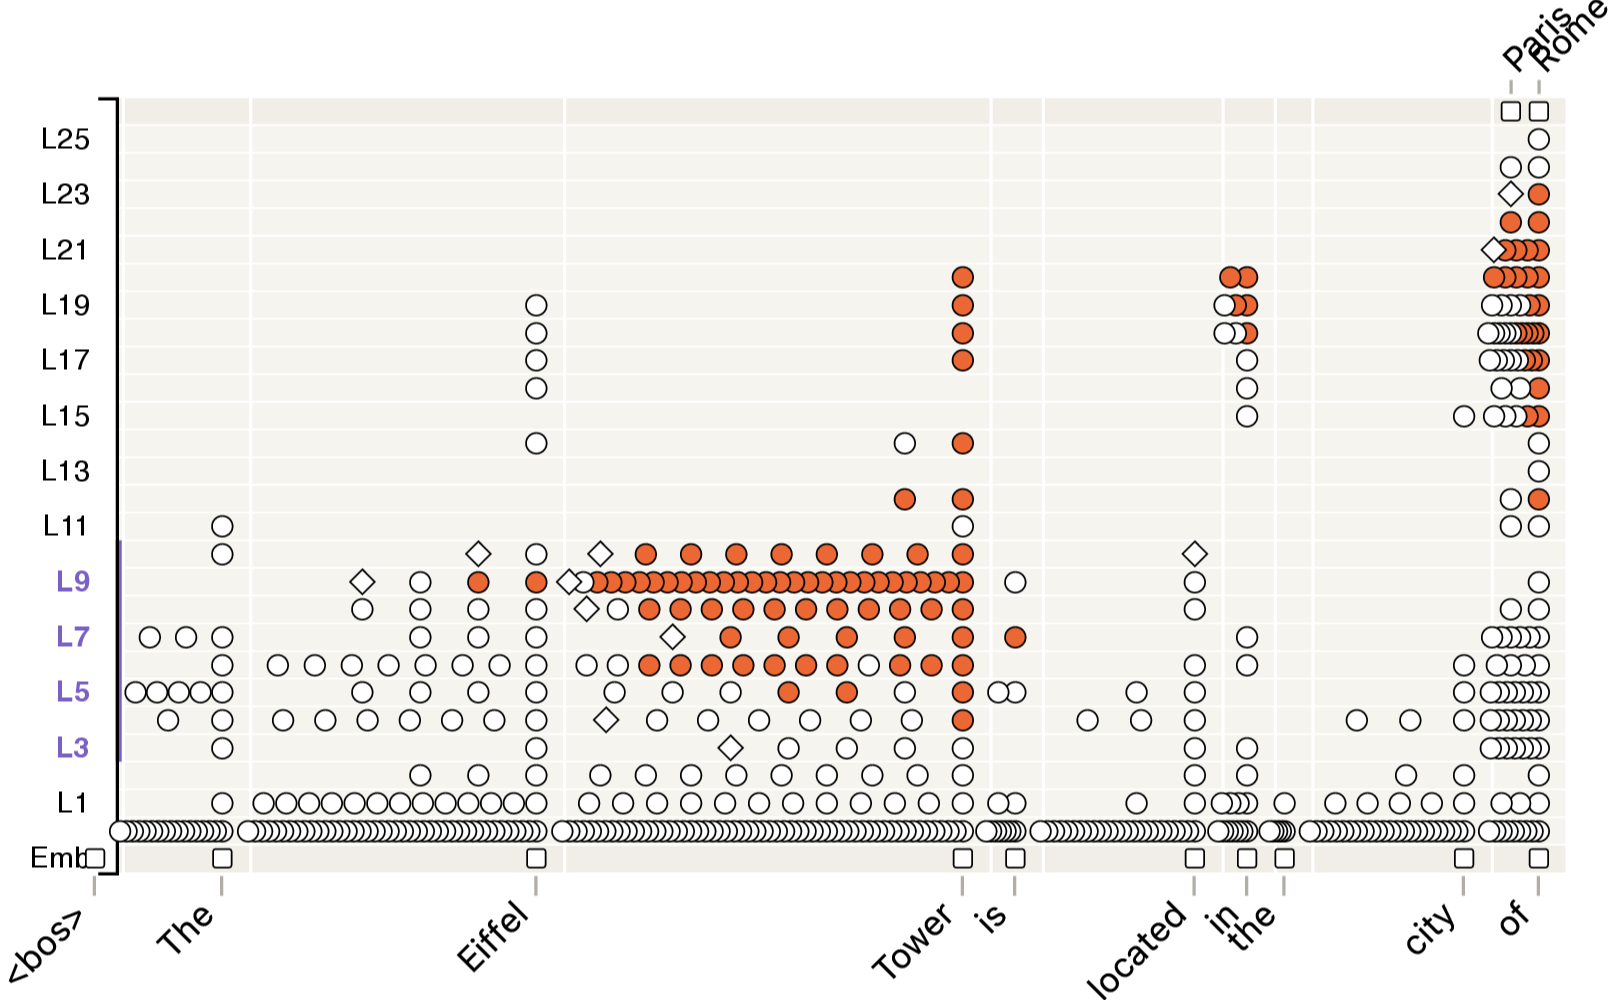 Paris
Rome
L25
L23
L21
L19
L17
L15
L13
L11
L9
L7
L5
L3
L1
Emb
<bos>
The
Eiffel
Tower
is
located
in
the
city
of